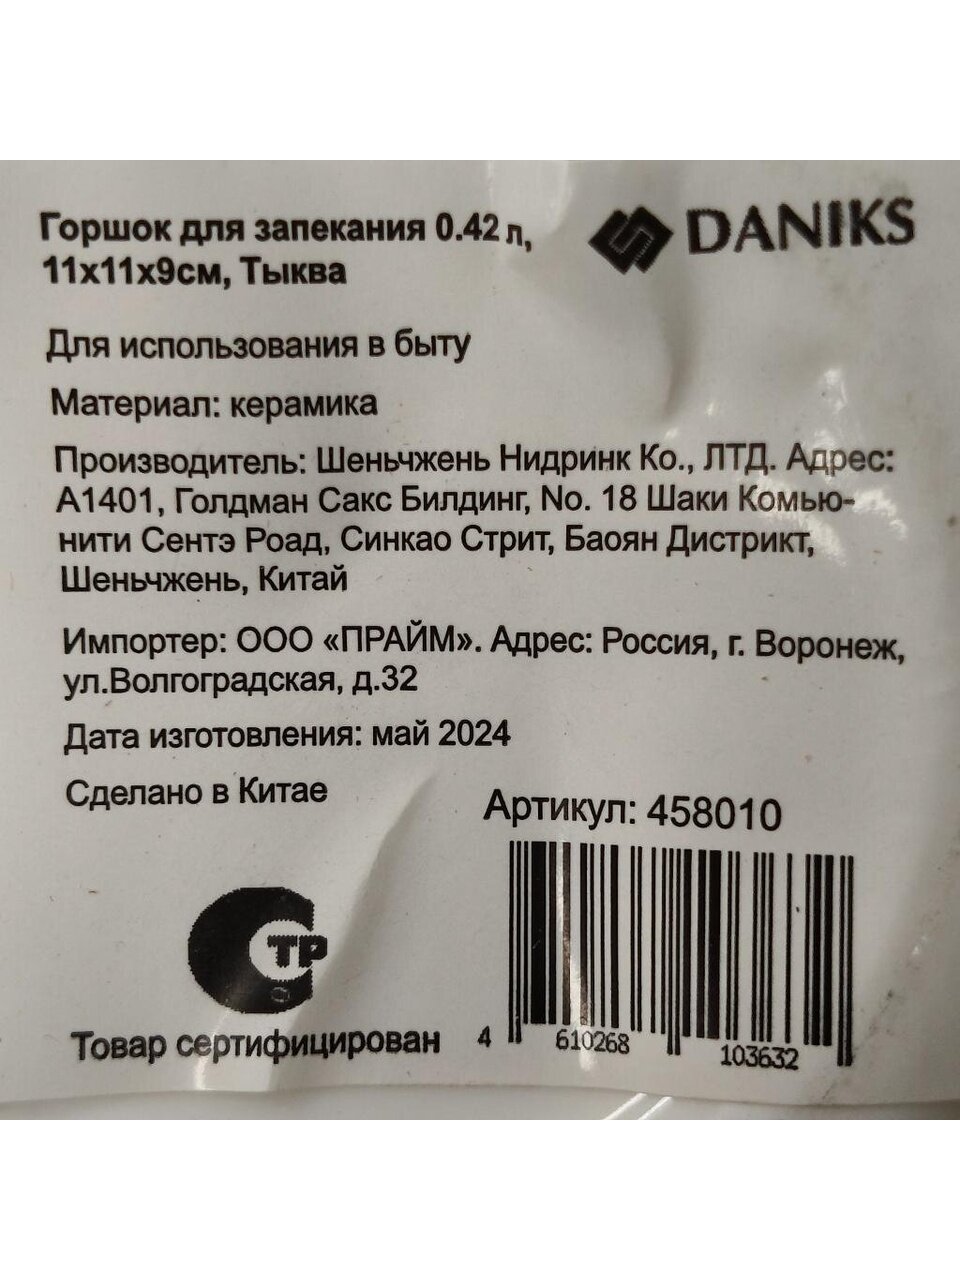 Горшок для запекания 0.42 л,
11х11х9см, Тыква
DANIKS
Для использования в быту
Материал: керамика
Производитель: Шеньчжень Нидринк Ко., ЛТД. Адрес:
А1401, Голдман Сакс Билдинг, No. 18 Шаки Комью-
нити Сентэ Роад, Синкао Стрит, Баоян Дистрикт,
Шеньчжень, Китай
Импортер: ООО «ПРАЙМ». Адрес: Россия, г. Воронеж,
ул.Волгоградская, д.32
Дата изготовления: май 2024
Сделано в Китае
Артикул: 458010
ТР
Товар сертифицирован
4 610268 103632